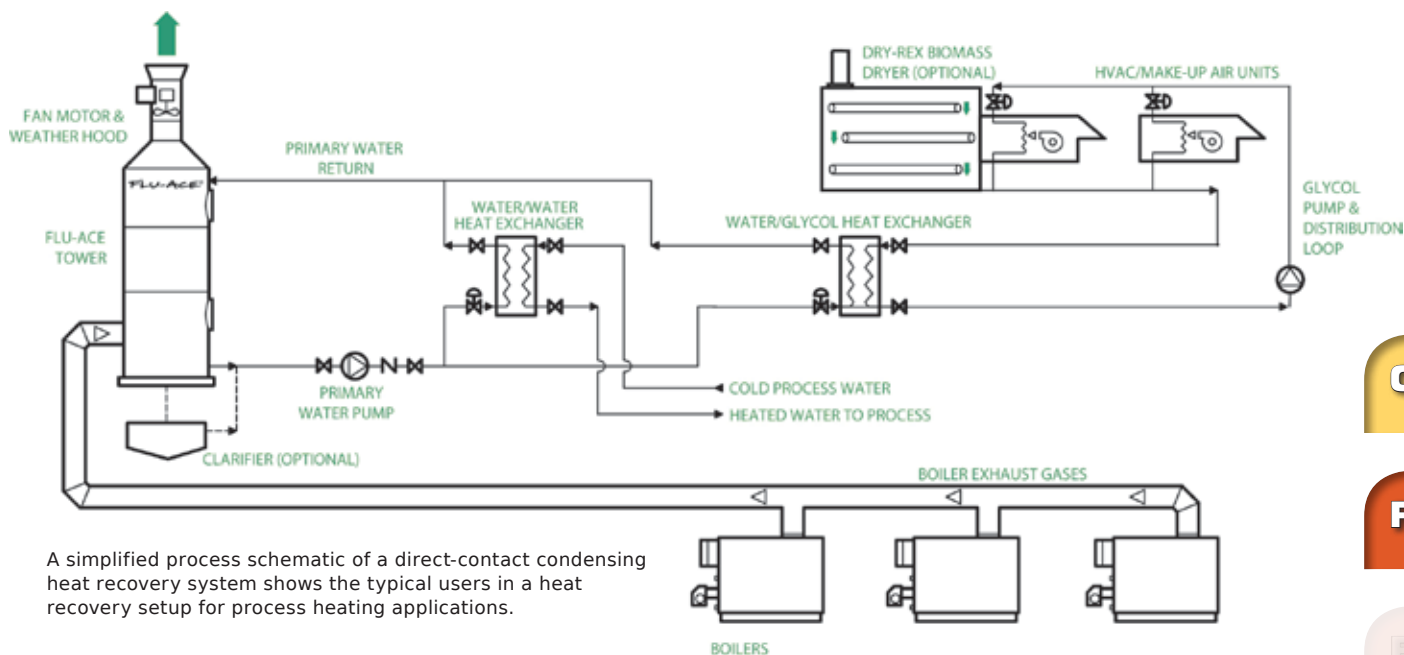 FAN MOTOR &
WEATHER HOOD
FLU-ACE
FLU-ACE
TOWER
PRIMARY WATER
RETURN
WATER/WATER
HEAT EXCHANGER
DRY-REX BIOMASS
DRYER (OPTIONAL)
HVAC/MAKE-UP AIR UNITS
WATER/GLYCOL HEAT EXCHANGER
GLYCOL
PUMP &
DISTRIBUTION
LOOP
PRIMARY
WATER PUMP
COLD PROCESS WATER
HEATED WATER TO PROCESS
CLARIFIER (OPTIONAL)
BOILER EXHAUST GASES
A simplified process schematic of a direct-contact condensing
heat recovery system shows the typical users in a heat
recovery setup for process heating applications.
BOILERS